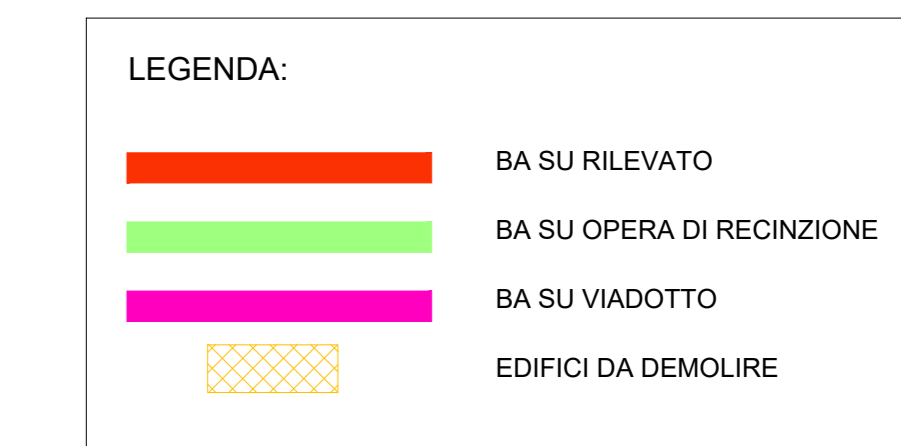 LEGENDA:
BA SU RILEVATO
BA SU OPERA DI RECINZIONE
BA SU VIADOTTO
EDIFICI DA DEMOLIRE